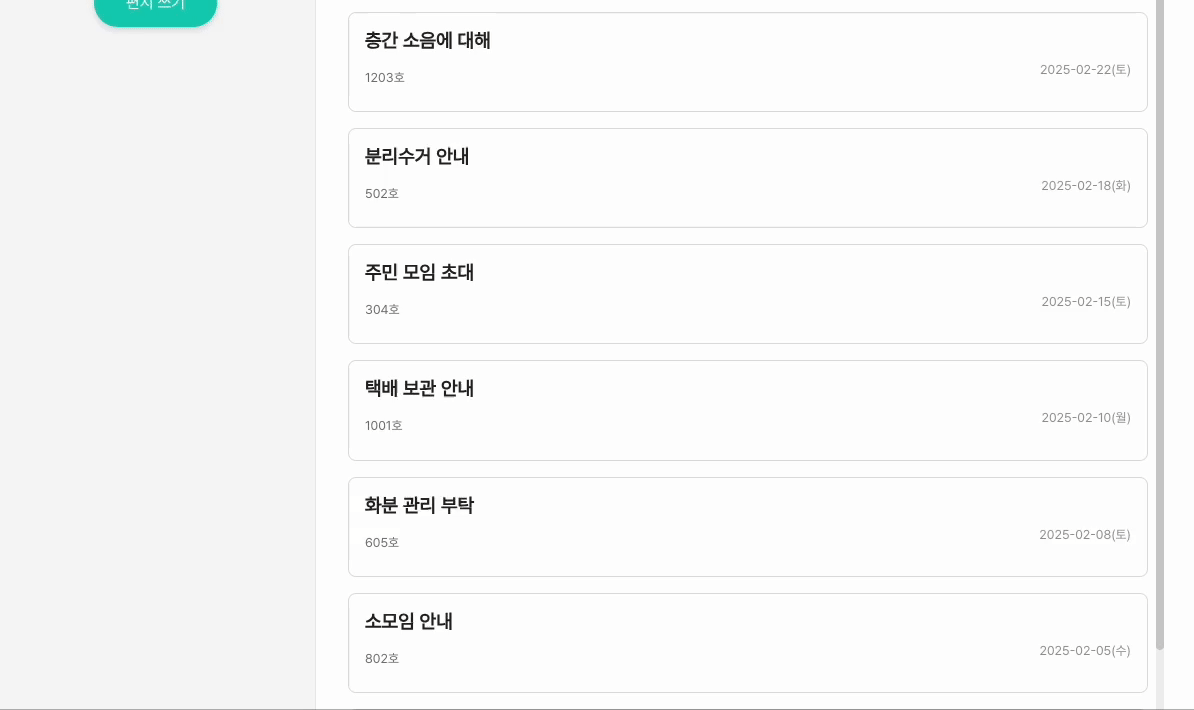 편지 쓰기
층간 소음에 대해
1203호
2025-02-22(토)
분리수거 안내
502호
2025-02-18(화)
주민 모임 초대
304호
2025-02-15(토)
택배 보관 안내
1001호
2025-02-10(월)
화분 관리 부탁
605호
2025-02-08(토)
소모임 안내
802호
2025-02-05(수)